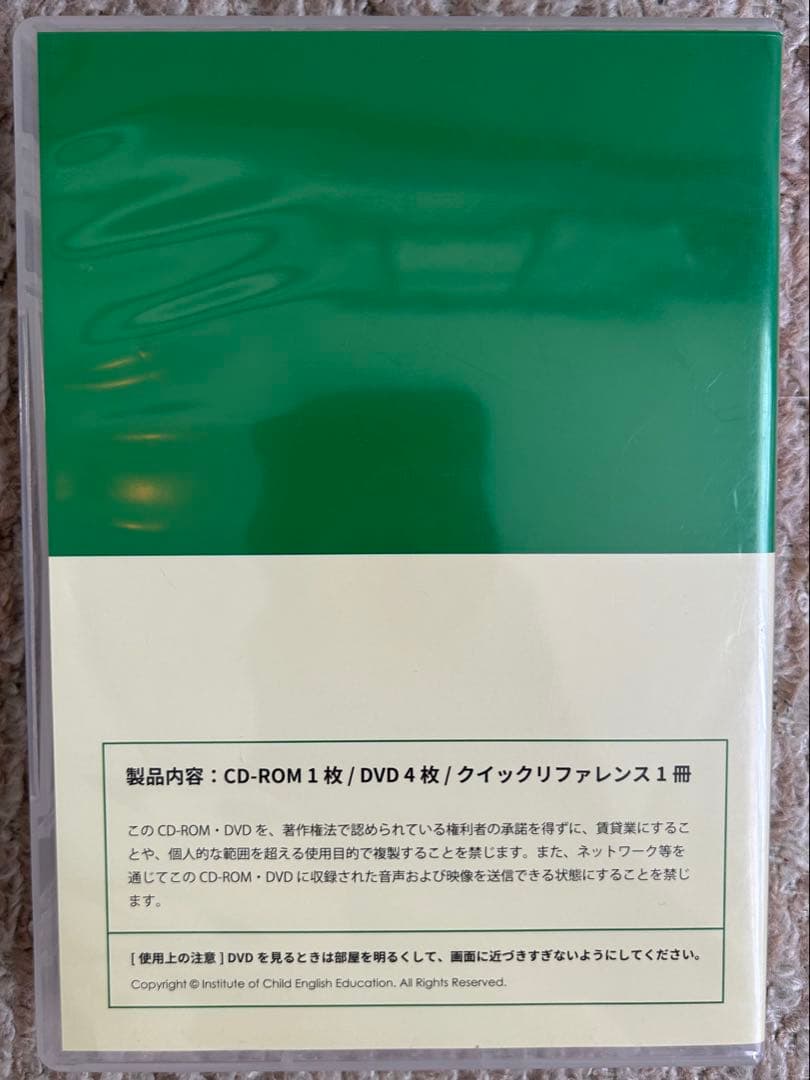 製品内容：CD-ROM 1 枚 / DVD 4 枚 / クイックリファレンス 1 冊
この CD-ROM・DVD を、著作権法で認められている権利者の承諾を得ずに、賃貸業にするこ
とや、個人的な範囲を超える使用目的で複製することを禁じます。また、ネットワーク等を
通じてこの CD-ROM・DVD に収録された音声および映像を送信できる状態にすることを禁じ
ます。
[ 使用上の注意 ] DVD を見るときは部屋を明るくして、画面に近づきすぎないようにしてください。
Copyright © Institute of Child English Education. All Rights Reserved.